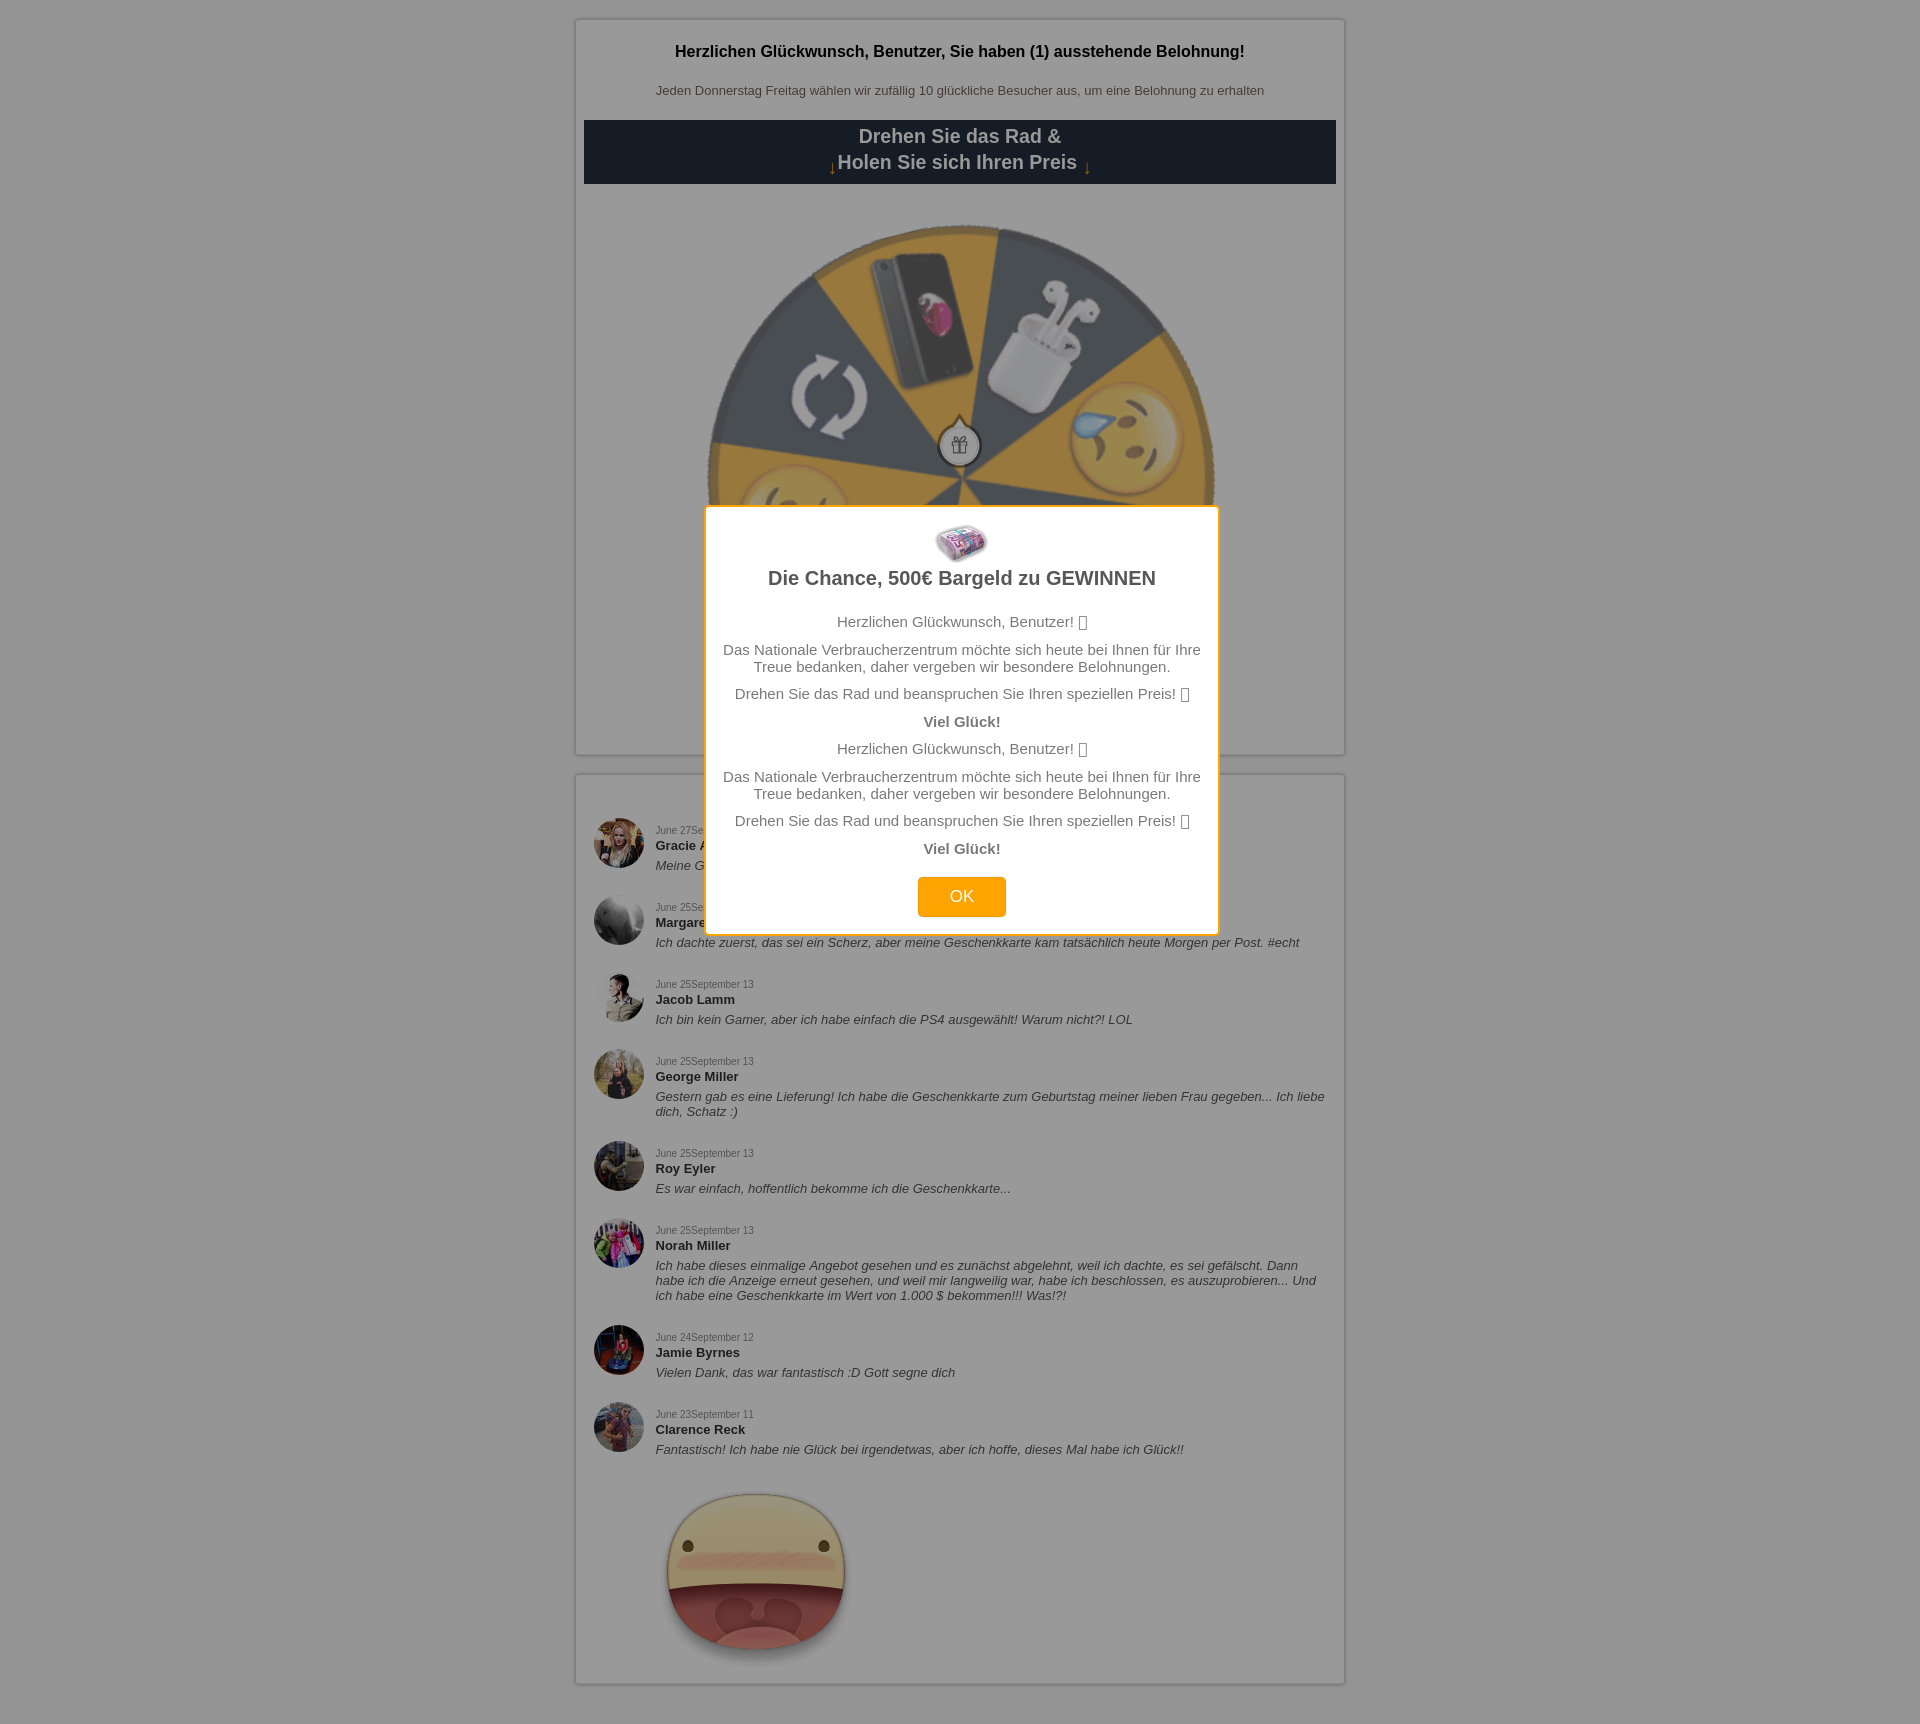 Herzlichen Glückwunsch, Benutzer, Sie haben (1) ausstehende Belohnung!
Jeden Donnerstag Freitag wählen wir zufällig 10 glückliche Besucher aus, um eine Belohnung zu erhalten
Drehen Sie das Rad &
↓Holen Sie sich Ihren Preis ↓
Die Chance, 500€ Bargeld zu GEWINNEN
Herzlichen Glückwunsch, Benutzer!
Das Nationale Verbraucherzentrum möchte sich heute bei Ihnen für Ihre
Treue bedanken, daher vergeben wir besondere Belohnungen.
Drehen Sie das Rad und beanspruchen Sie Ihren speziellen Preis!
Viel Glück!
Herzlichen Glückwunsch, Benutzer!
Das Nationale Verbraucherzentrum möchte sich heute bei Ihnen für Ihre
Treue bedanken, daher vergeben wir besondere Belohnungen.
Drehen Sie das Rad und beanspruchen Sie Ihren speziellen Preis!
Viel Glück!
OK
June 27Se
Gracie
Meine
June 25Se
Margare
Ich dachte zuerst, das sei ein Scherz, aber meine Geschenkkarte kam tatsächlich heute Morgen per Post. #echt
June 25September 13
Jacob Lamm
Ich bin kein Gamer, aber ich habe einfach die PS4 ausgewählt! Warum nicht?! LOL
June 25September 13
George Miller
Gestern gab es eine Lieferung! Ich habe die Geschenkkarte zum Geburtstag meiner lieben Frau gegeben... Ich liebe
dich, Schatz :)
June 25September 13
Roy Eyler
Es war einfach, hoffentlich bekomme ich die Geschenkkarte...
June 25September 13
Norah Miller
Ich habe dieses einmalige Angebot gesehen und es zunächst abgelehnt, weil ich dachte, es sei gefälscht. Dann
habe ich die Anzeige erneut gesehen, und weil mir langweilig war, habe ich beschlossen, es auszuprobieren... Und
ich habe eine Geschenkkarte im Wert von 1.000 $ bekommen!!! Was!?!
June 24September 12
Jamie Byrnes
Vielen Dank, das war fantastisch :D Gott segne dich
June 23September 11
Clarence Reck
Fantastisch! Ich habe nie Glück bei irgendetwas, aber ich hoffe, dieses Mal habe ich Glück!!